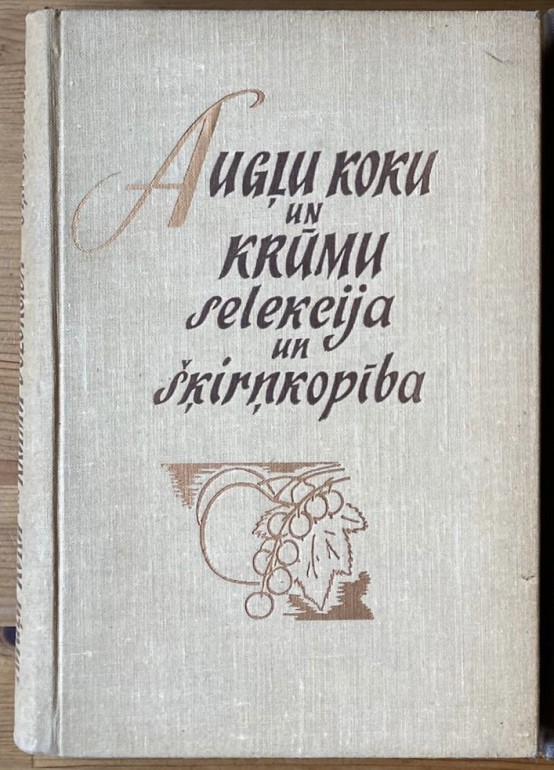 AUGĻU KOKU
UN
KRŪMU
selekcija
un
šķirņkopība